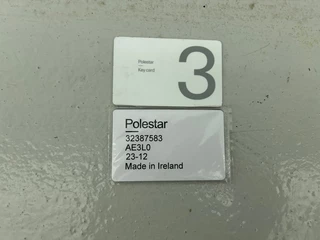 Polestar
Key card
3
Polestar
32387583
AE3L0
23-12
Made in Ireland